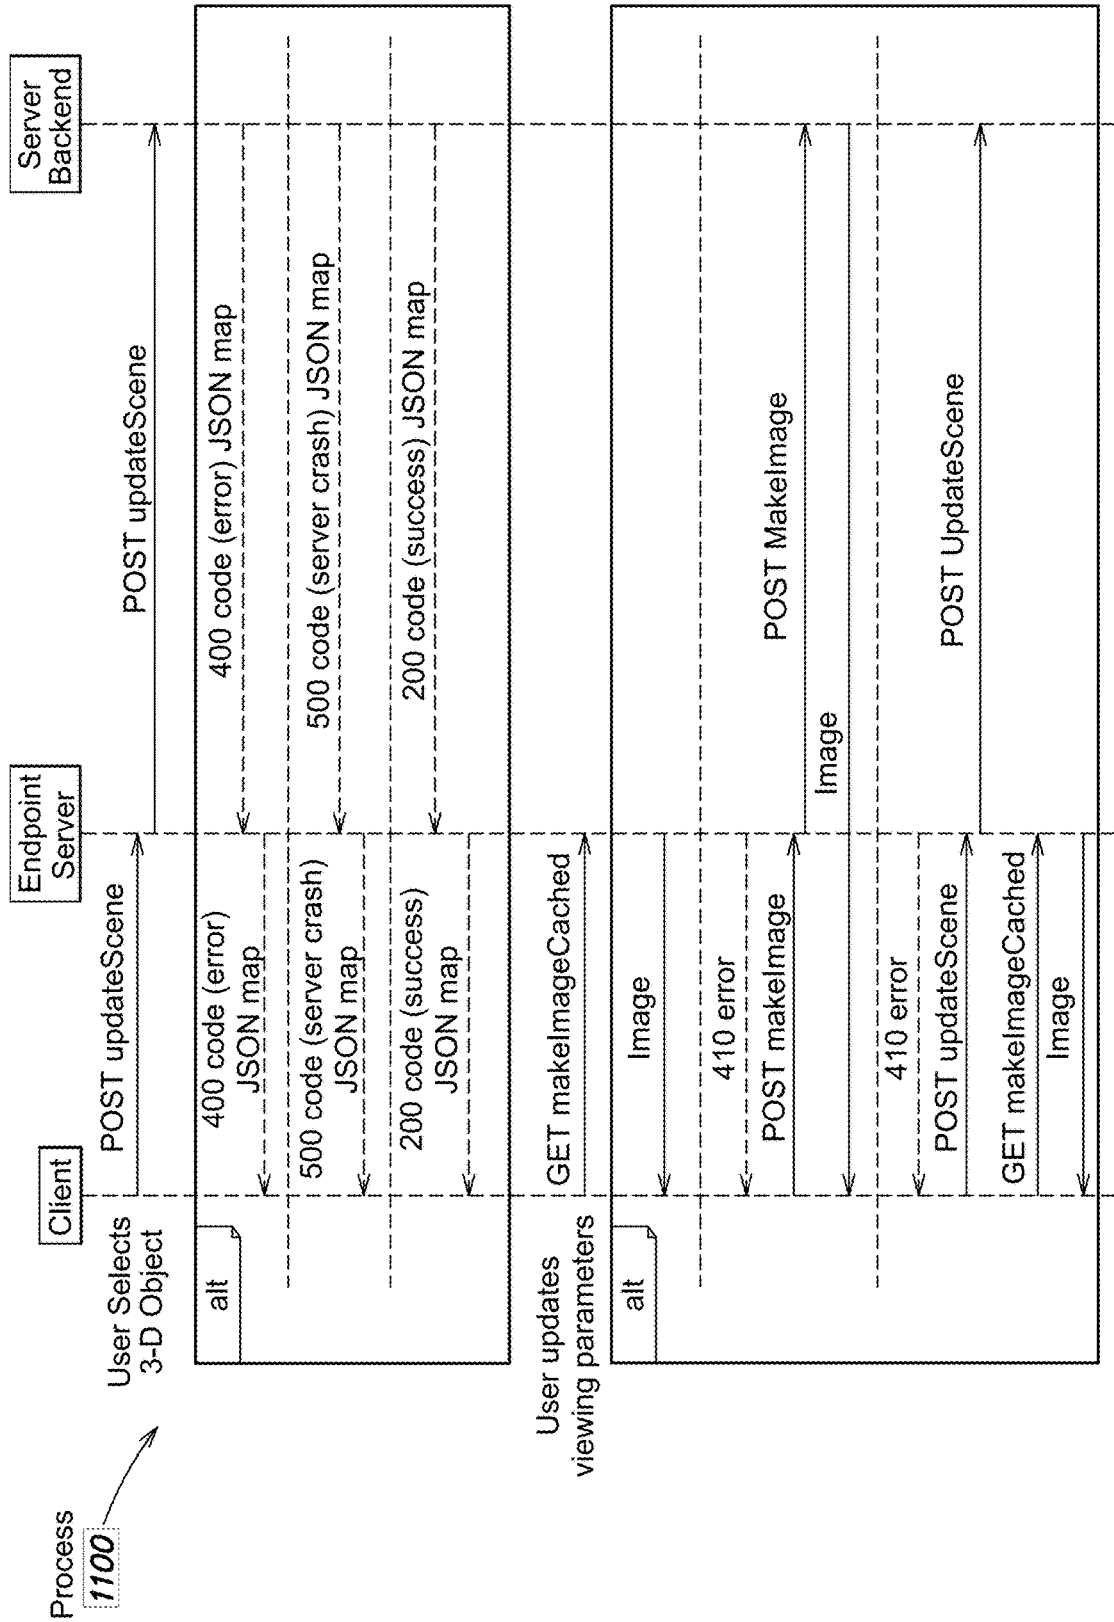 Process
1100
Client
Endpoint
Server
Server
Backend
User Selects
3-D Object
POST updateScene
POST updateScene
alt
400 code (error) JSON map
400 code (error)
JSON map
500 code (server crash) JSON map
500 code (server crash)
JSON map
200 code (success) JSON map
200 code (success)
JSON map
User updates
viewing parameters
GET makeImageCached
alt
Image
410 error
POST makeImage
POST MakeImage
Image
410 error
POST updateScene
POST UpdateScene
GET makeImageCached
Image